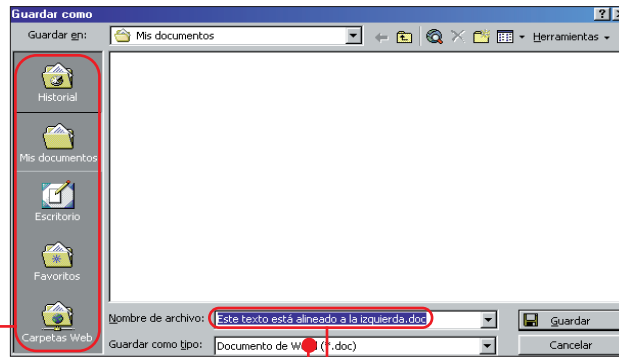 Guardar como
Guardar en: Mis documentos Herramientas
Historial
Mis documentos
Escritorio
Favoritos
Carpetas Web
Nombre de archivo: Este texto está alineado a la izquierda.doc Guardar
Guardar como tipo: Documento de (*.doc) Cancelar